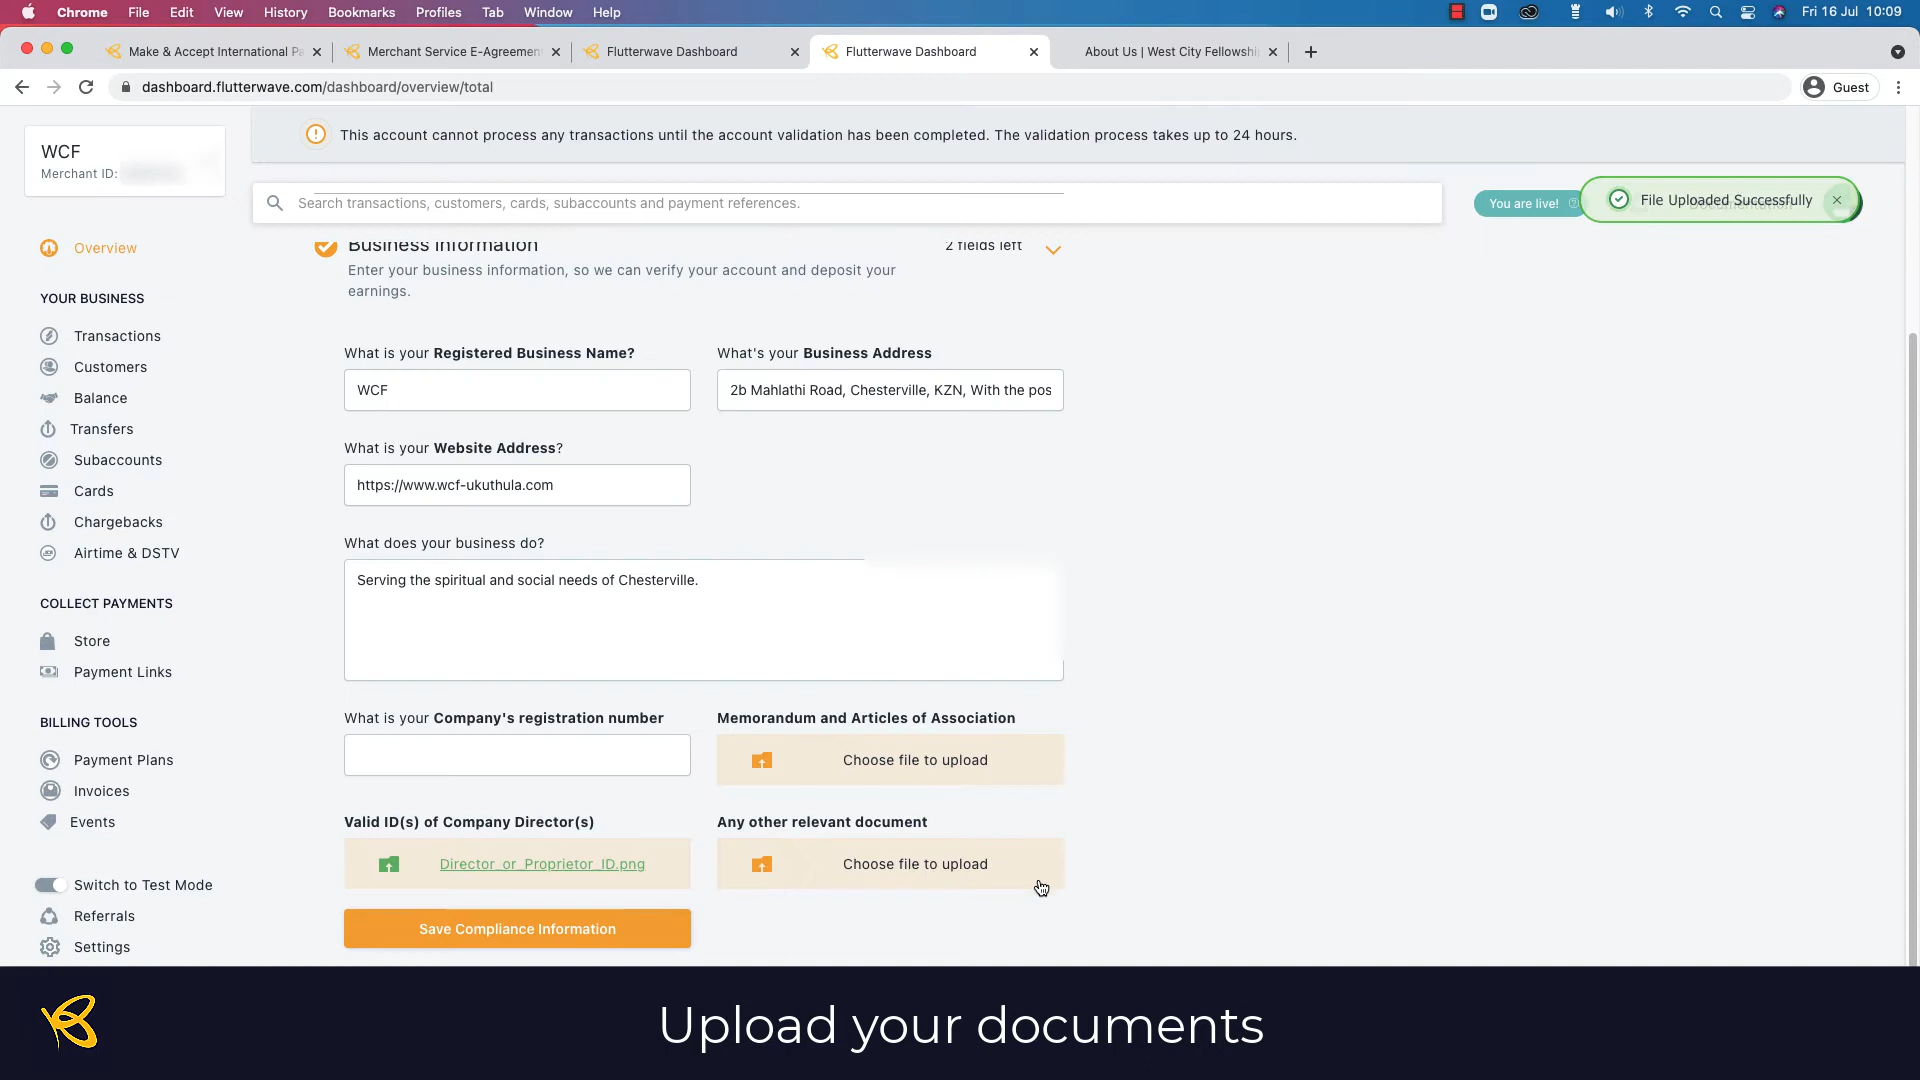 Chrome File Edit View History Bookmarks Profiles Tab Window Help Fri 16 Jul 10:09
Make & Accept International Pa Merchant Service E-Agreement Flutterwave Dashboard Flutterwave Dashboard About Us | West City Fellowshi
dashboard.flutterwave.com/dashboard/overview/total Guest
This account cannot process any transactions until the account validation has been completed. The validation process takes up to 24 hours.
WCF
Merchant ID:
Search transactions, customers, cards, subaccounts and payment references.
You are live!
File Uploaded Successfully
Overview
YOUR BUSINESS
Transactions
Customers
Balance
Transfers
Subaccounts
Cards
Chargebacks
Airtime & DSTV
COLLECT PAYMENTS
Store
Payment Links
BILLING TOOLS
Payment Plans
Invoices
Events
Switch to Test Mode
Referrals
Settings
Business Information 2 fields left
Enter your business information, so we can verify your account and deposit your
earnings.
What is your Registered Business Name? What's your Business Address
WCF 2b Mahlathi Road, Chesterville, KZN, With the pos
What is your Website Address?
https://www.wcf-ukuthula.com
What does your business do?
Serving the spiritual and social needs of Chesterville.
What is your Company's registration number Memorandum and Articles of Association
Choose file to upload
Valid ID(s) of Company Director(s) Any other relevant document
Director_or_Proprietor_ID.png Choose file to upload
Save Compliance Information
Upload your documents